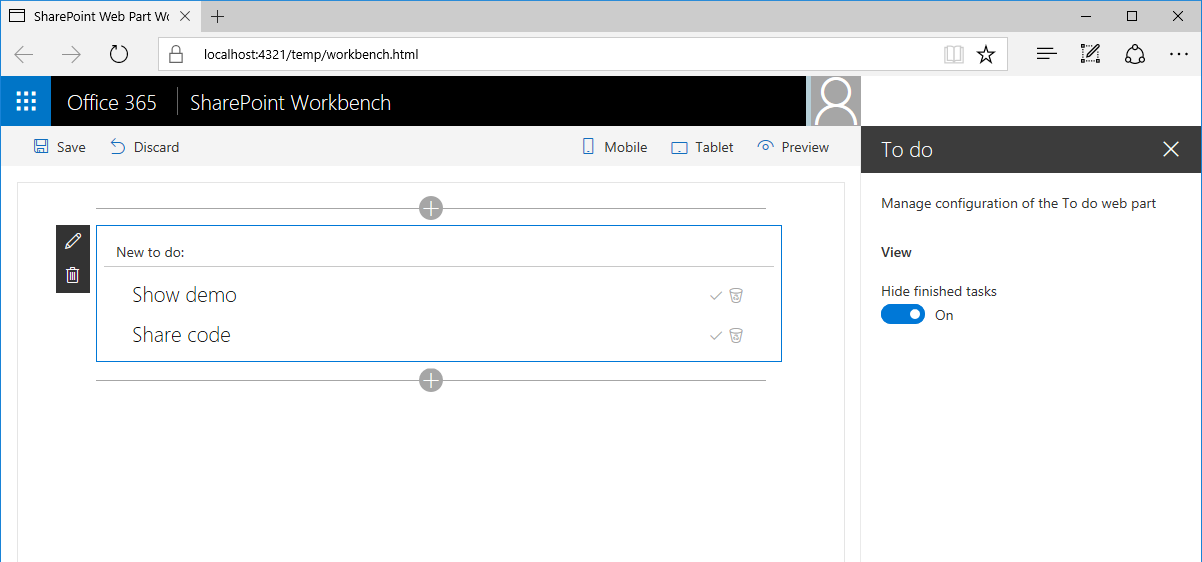 SharePoint Web Part Wo
localhost:4321/temp/workbench.html
Office 365 SharePoint Workbench
Save Discard Mobile Tablet Preview
To do
Manage configuration of the To do web part
View
Hide finished tasks
On
New to do:
Show demo
Share code